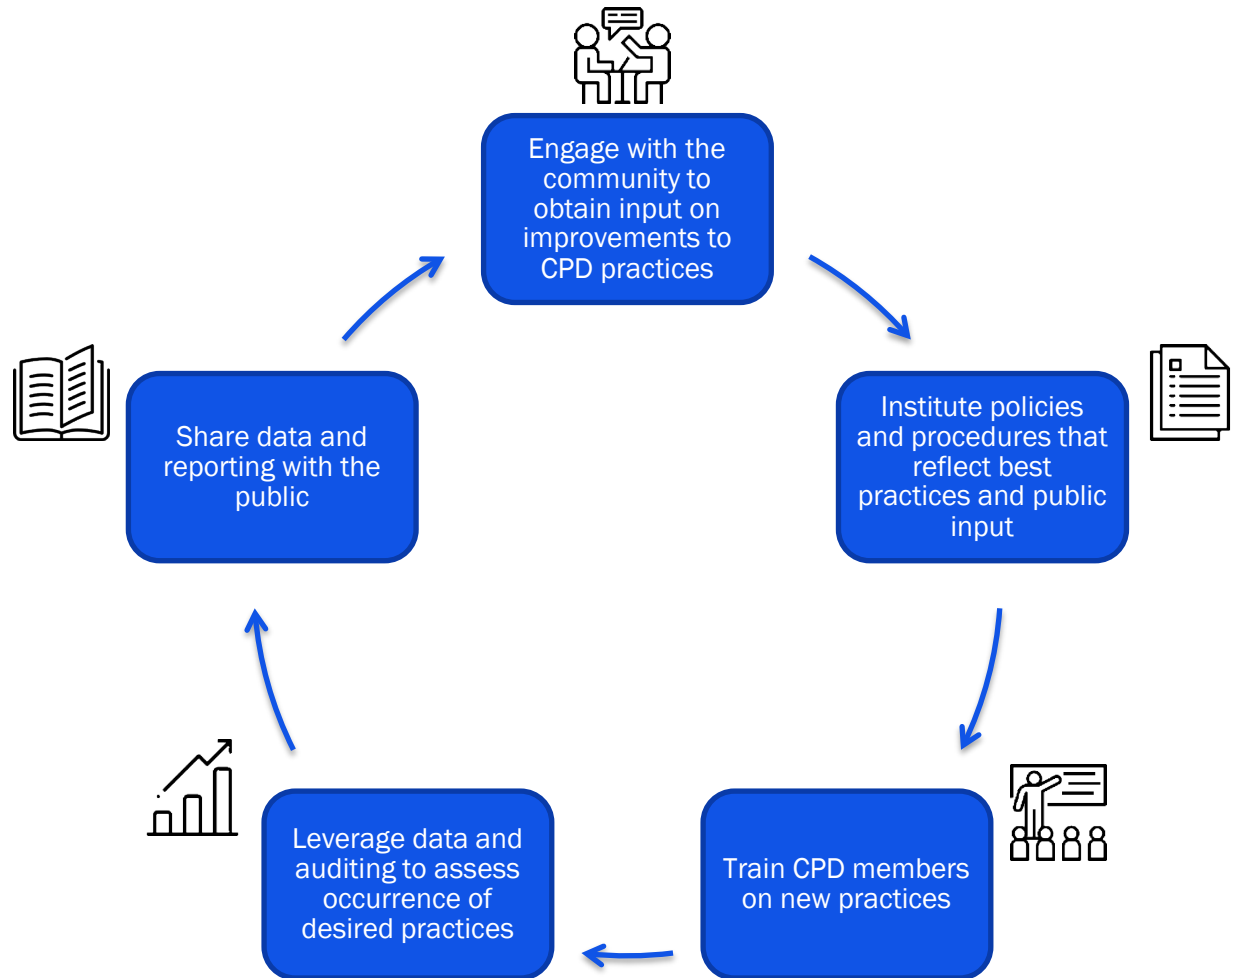 Engage with the
community to
obtain input on
improvements to
CPD practices
Institute policies
and procedures that
reflect best
practices and public
input
Train CPD members
on new practices
Leverage data and
auditing to assess
occurrence of
desired practices
Share data and
reporting with the
public